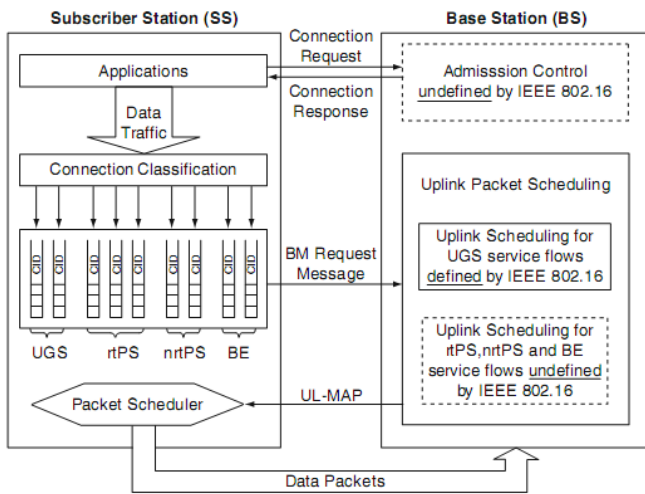 Subscriber Station (SS)
Base Station (BS)
Connection
Request
Applications
Admisssion Control
undefined by IEEE 802.16
Connection
Response
Data
Traffic
Connection Classification
Uplink Packet Scheduling
CID CID CID CID CID CID CID CID CID
BM Request
Message
Uplink Scheduling for
UGS service flows
defined by IEEE 802.16
UGS rtPS nrtPS BE
Uplink Scheduling for
rtPS,nrtPS and BE
service flows undefined
by IEEE 802.16
Packet Scheduler
UL-MAP
Data Packets